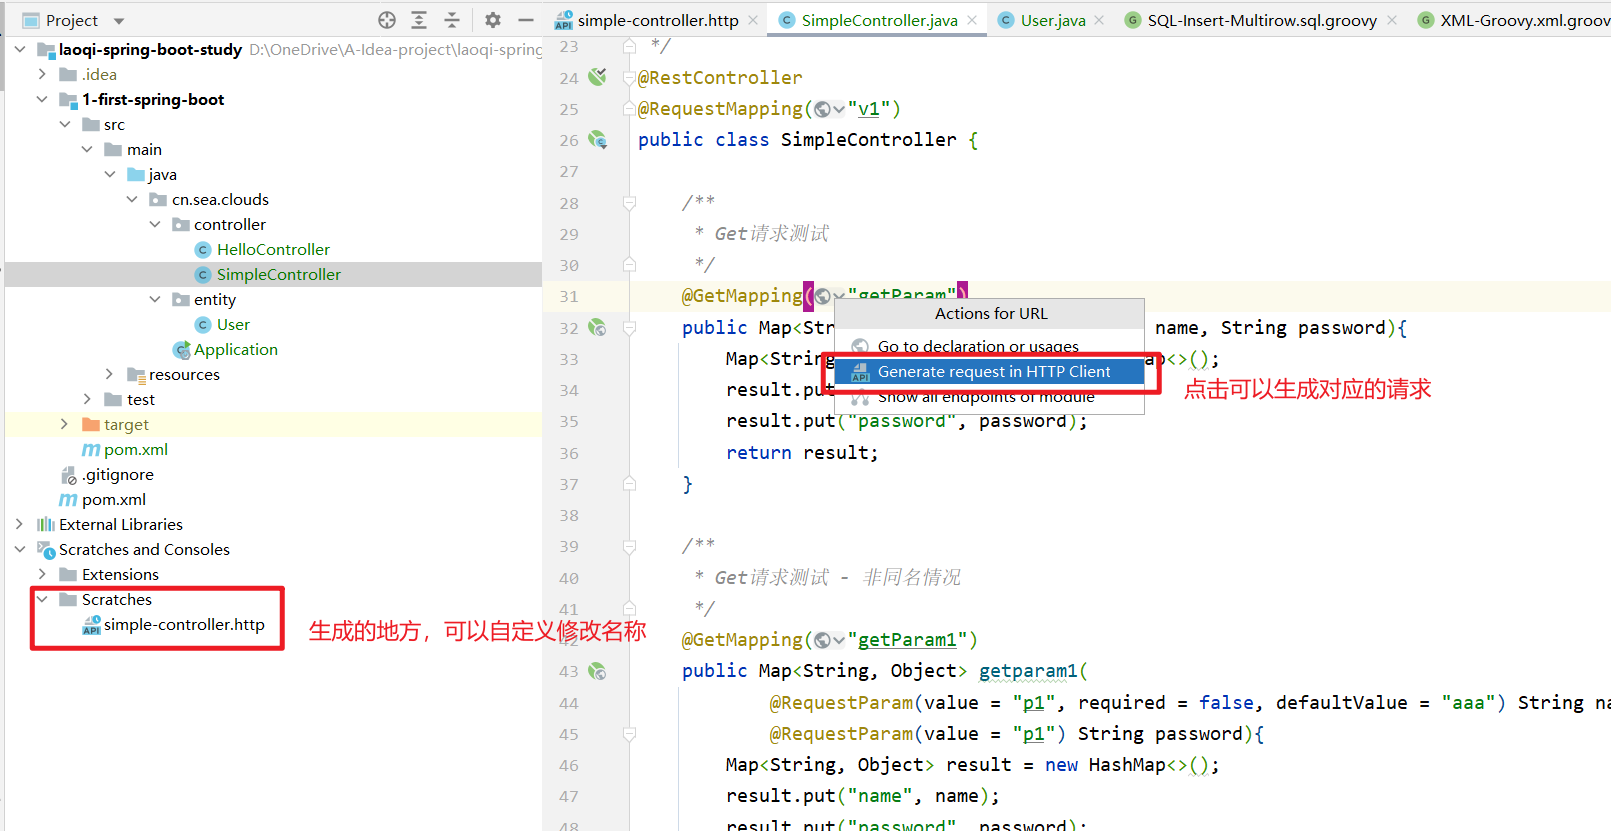 Project
laoqi-spring-boot-study D:\OneDrive\A-Idea-project\laoqi-spring
.idea
1-first-spring-boot
src
main
java
cn.sea.clouds
controller
HelloController
SimpleController
entity
User
Application
resources
test
target
pom.xml
.gitignore
pom.xml
External Libraries
Scratches and Consoles
Extensions
Scratches
simple-controller.http
生成的地方，可以自定义修改名称
simple-controller.http
SimpleController.java
User.java
SQL-Insert-Multirow.sql.groovy
XML-Groovy.xml.groov
23 */
24 @RestController
25 @RequestMapping("v1")
26 public class SimpleController {
27
28 /**
29 * Get请求测试
30 */
31 @GetMapping("getParam")
32 public Map<Str name, String password){
33 Map<String ap<>();
34 result.put
35 result.put("password", password);
36 return result;
37 }
38
39 /**
40 * Get请求测试 - 非同名情况
41 */
@GetMapping("getParam1")
43 public Map<String, Object> getparam1(
44 @RequestParam(value = "p1", required = false, defaultValue = "aaa") String na
45 @RequestParam(value = "p1") String password){
46 Map<String, Object> result = new HashMap<>();
47 result.put("name", name);
48 result.put("password", password);
Actions for URL
Go to declaration or usages
Generate request in HTTP Client
Show all endpoints of module
点击可以生成对应的请求